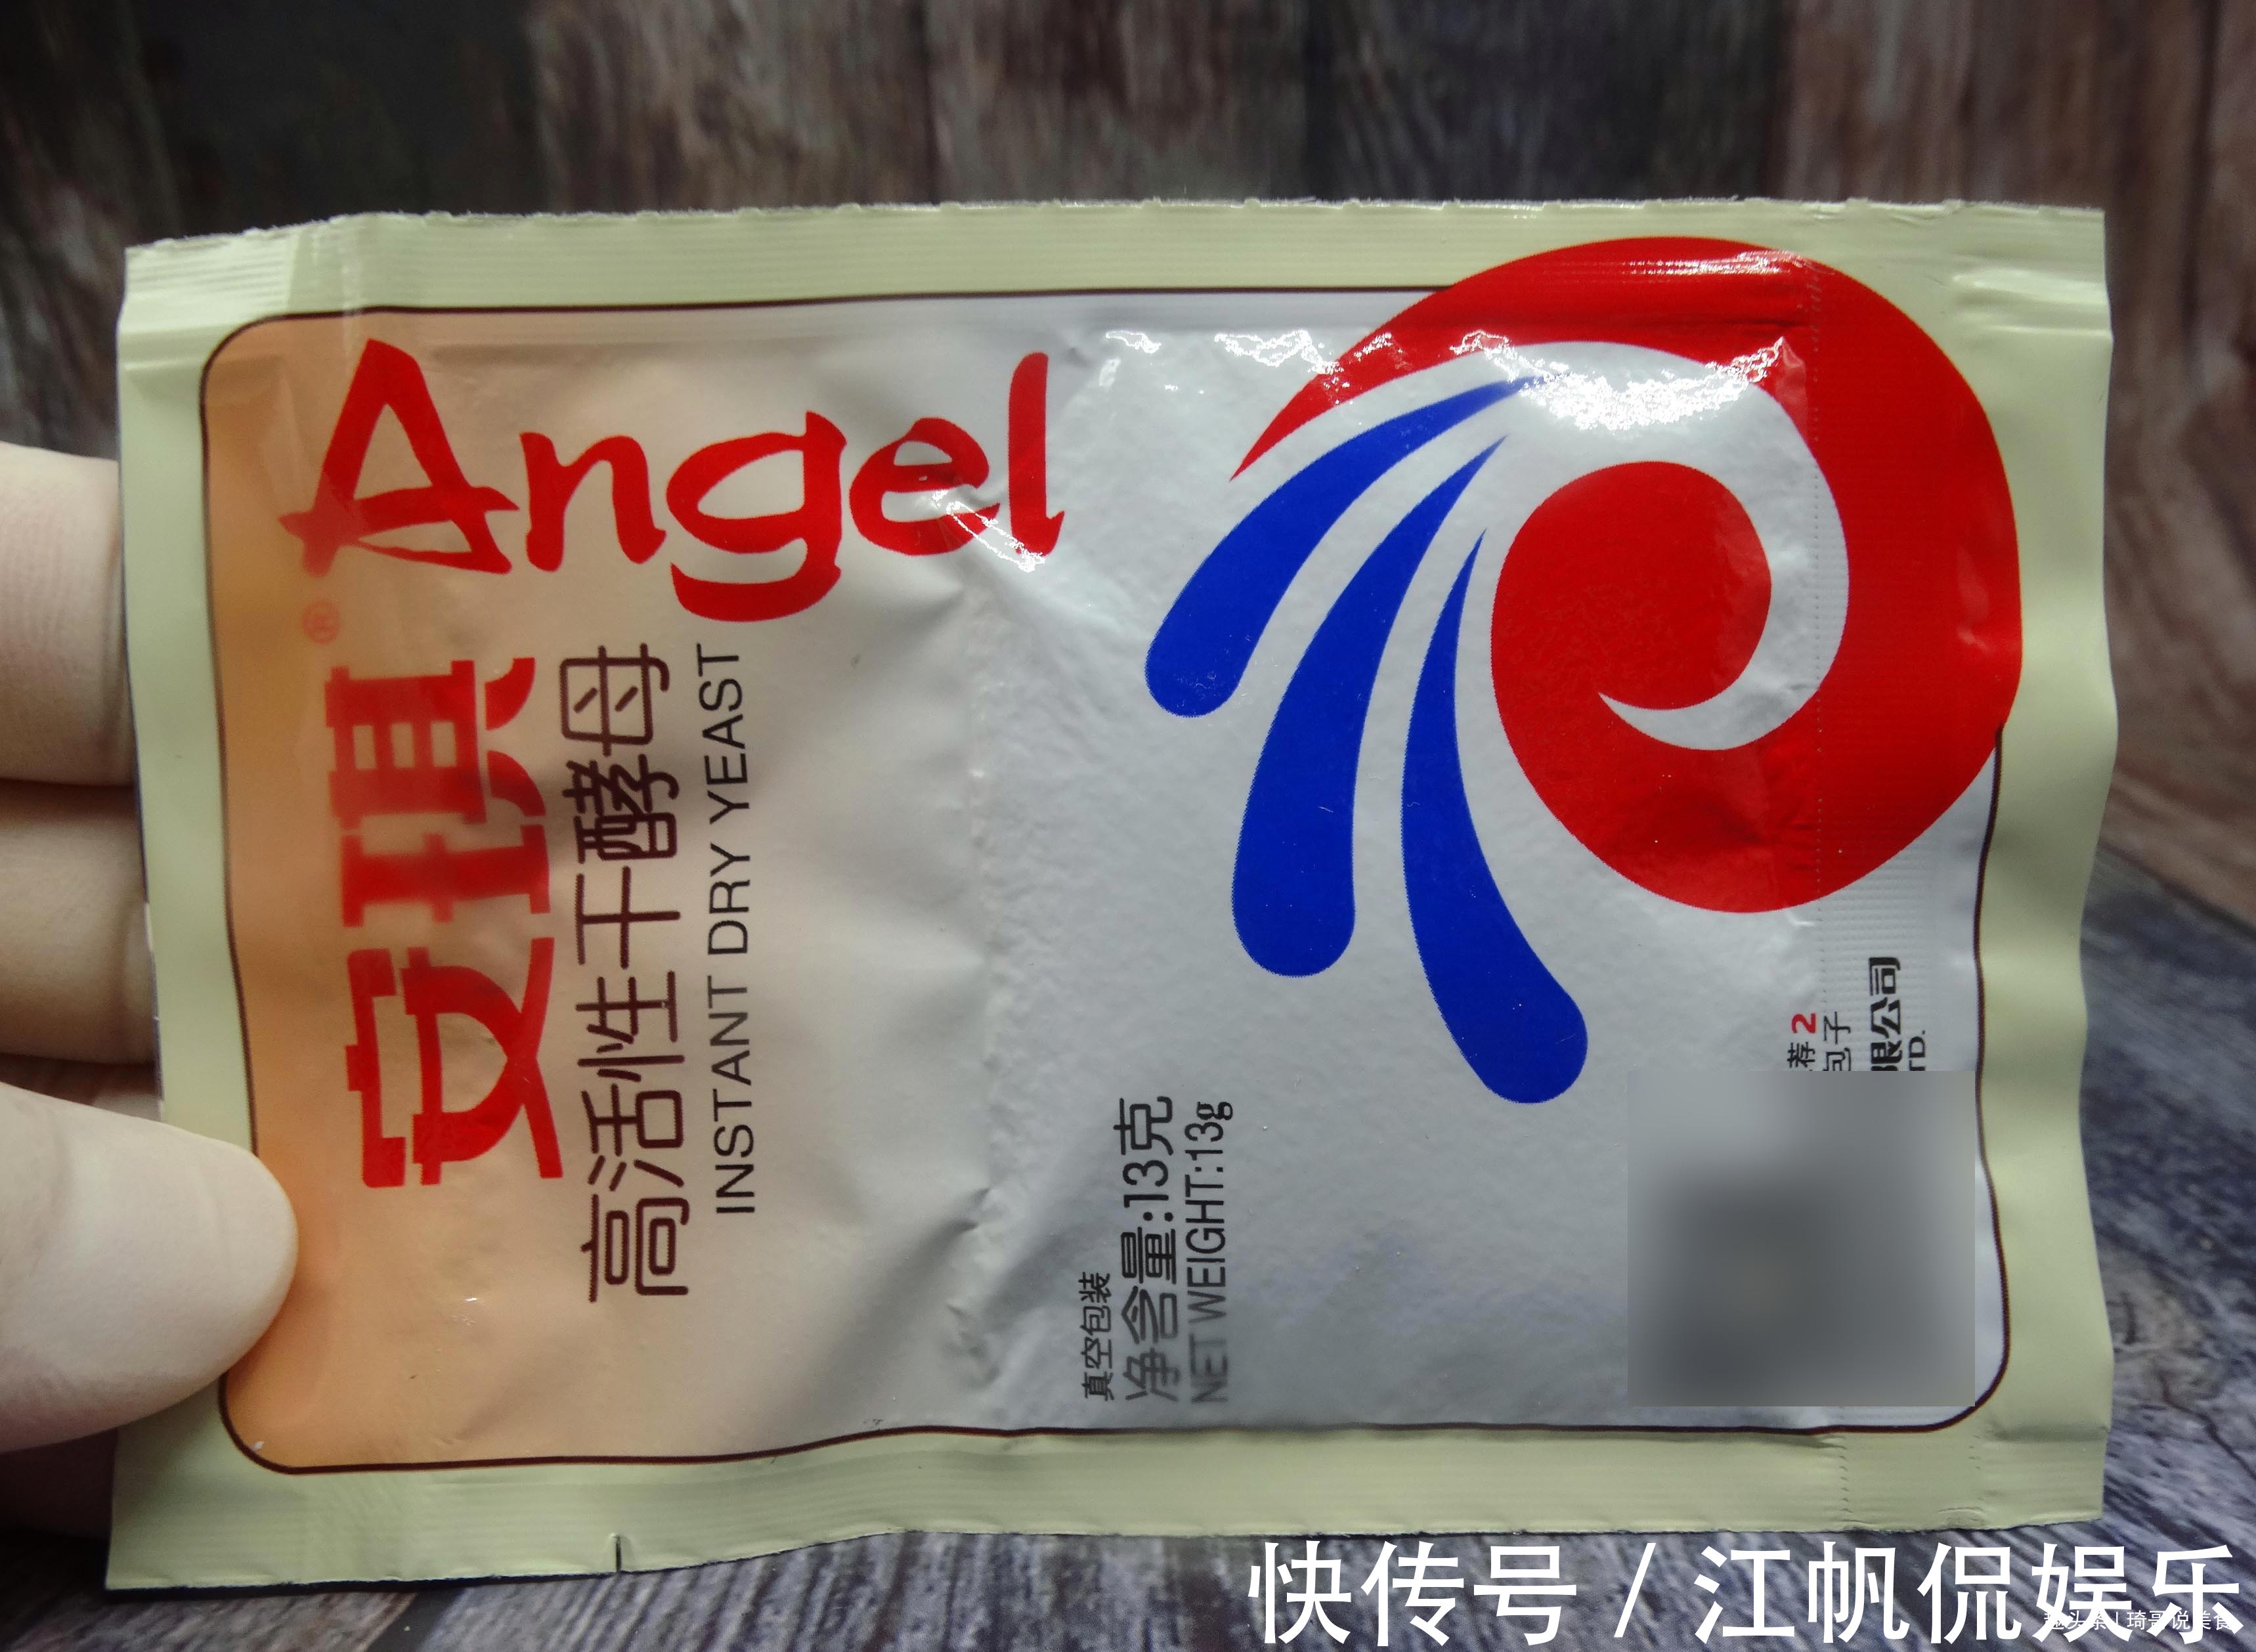 Angel
安琪®
高活性干酵母
INSTANT DRY YEAST
真空包装
净含量:13克
NET WEIGHT:13g
荐2
包子
限公司
TD.
快传号 / 江帆侃娱乐